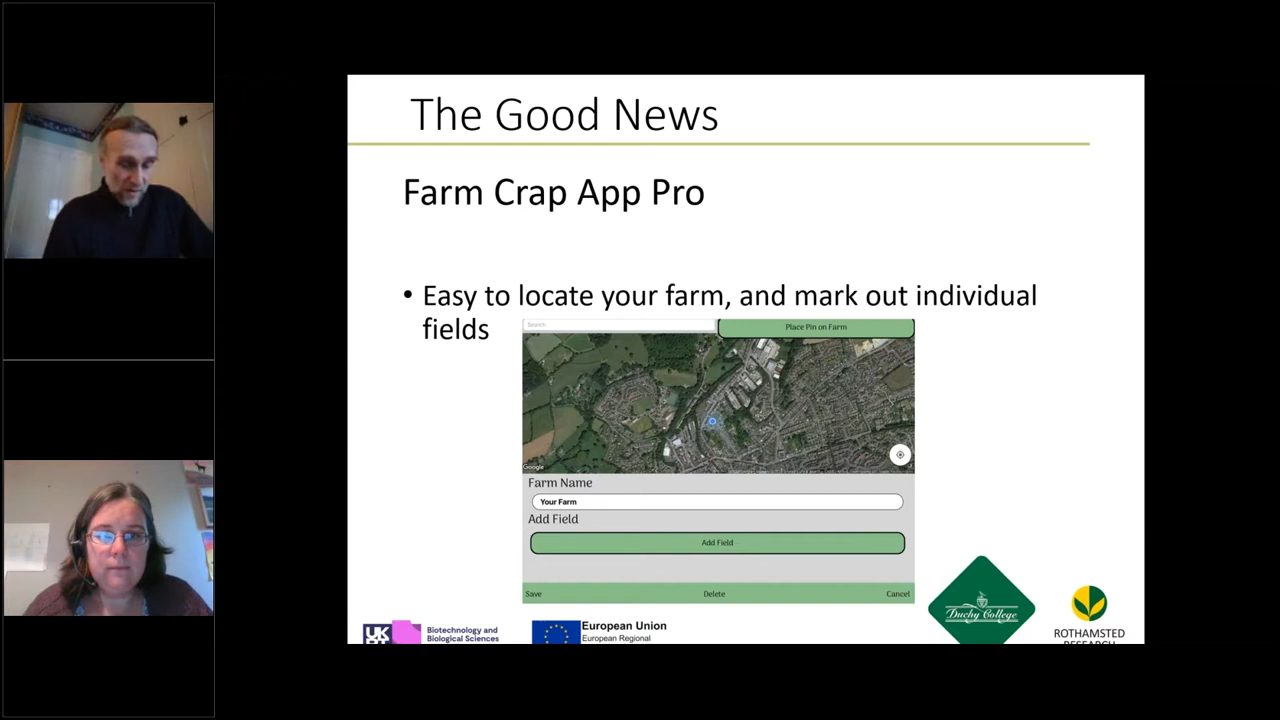 The Good News
Farm Crap App Pro
• Easy to locate your farm, and mark out individual
fields
Search
Place Pin on Farm
Google
Farm Name
Your Farm
Add Field
Add Field
Save
Delete
Cancel
Duchy College
UK
Biotechnology and
Biological Sciences
European Union
European Regional
ROTHAMSTED
RESEARCH